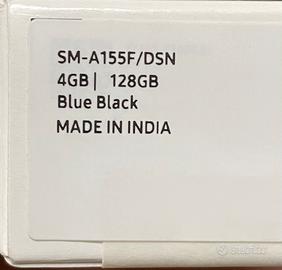 SM-A155F/DSN
4GB | 128GB
Blue Black
MADE IN INDIA